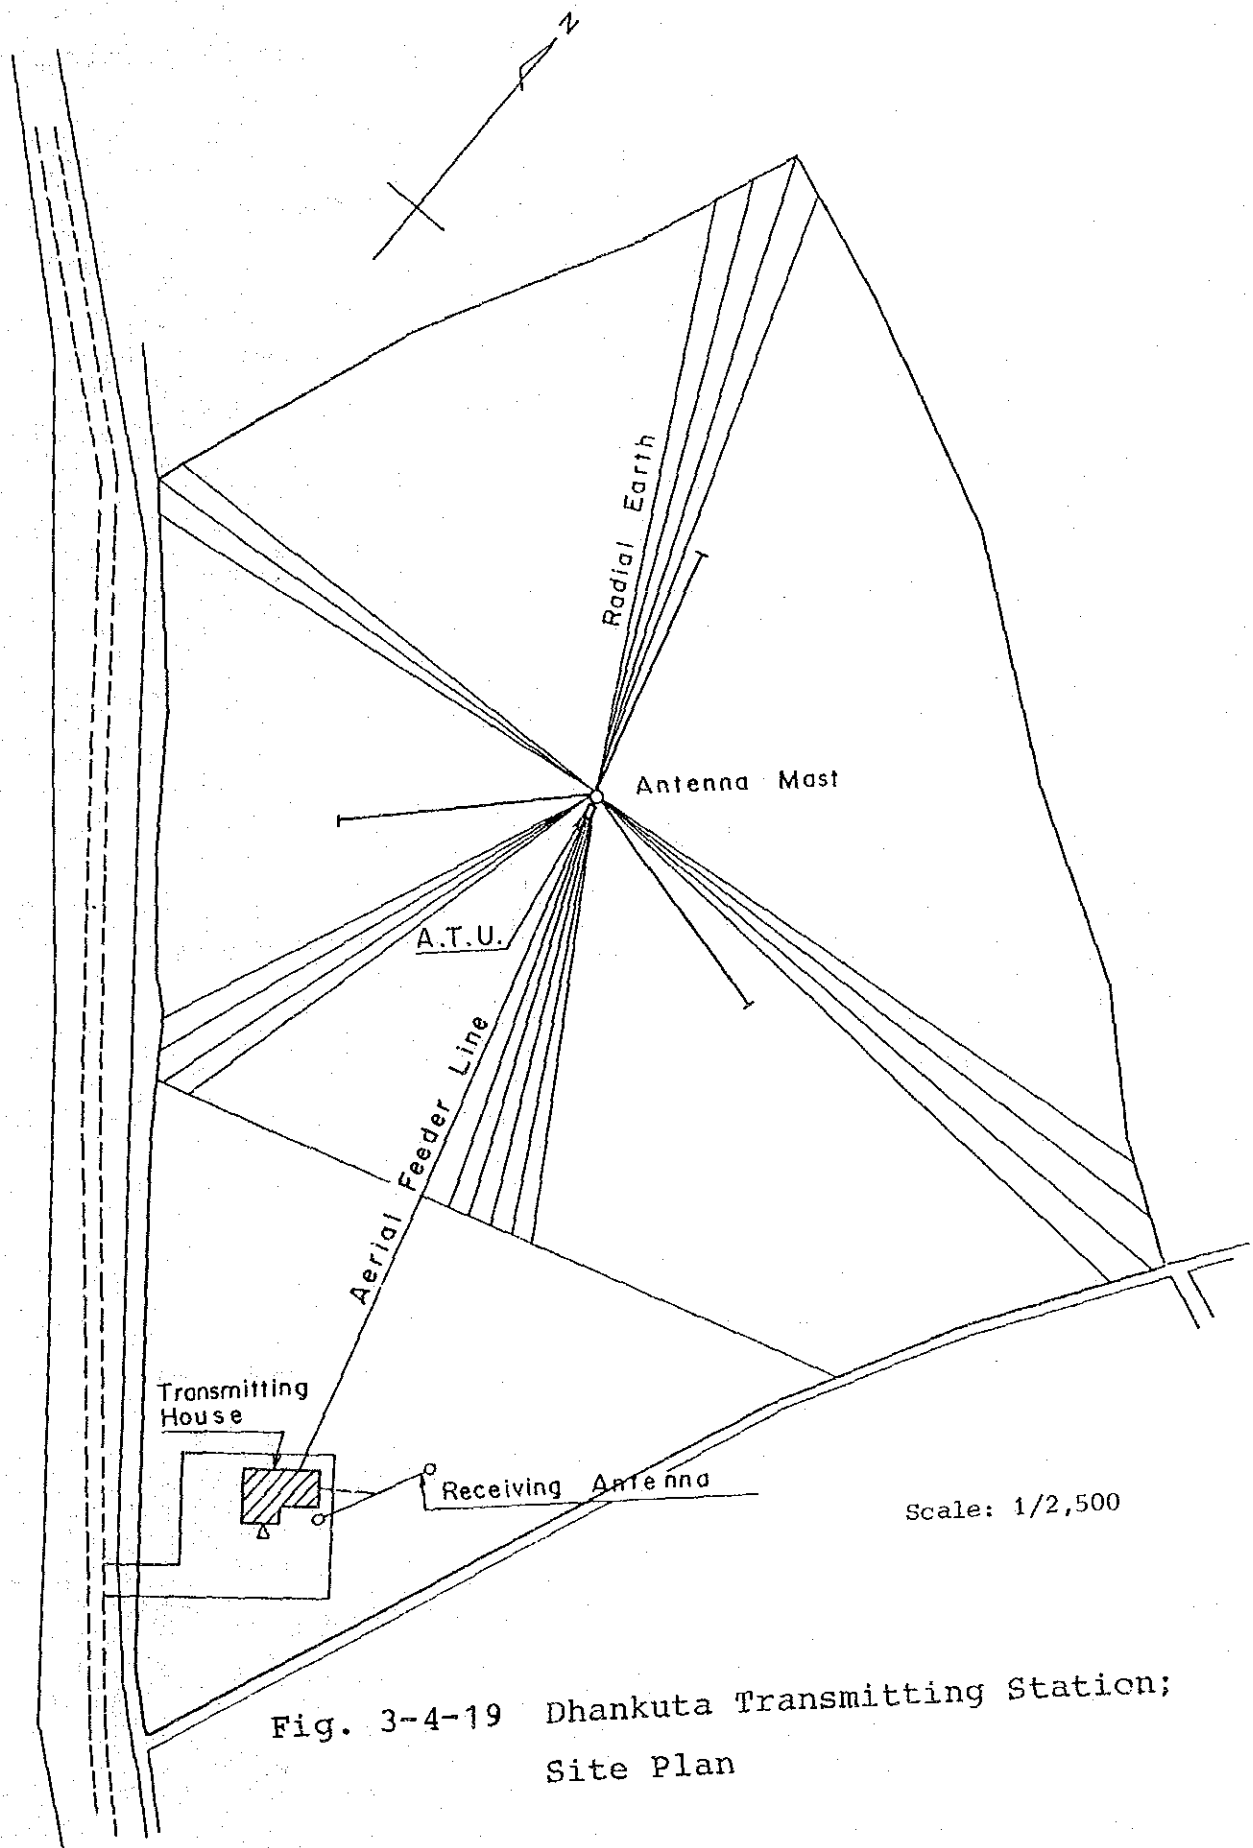 N
Radial Earth
Antenna Mast
A.T.U.
Aerial Feeder Line
Transmitting
House
Receiving Antenna
Scale: 1/2,500
Fig. 3-4-19 Dhankuta Transmitting Station;
Site Plan